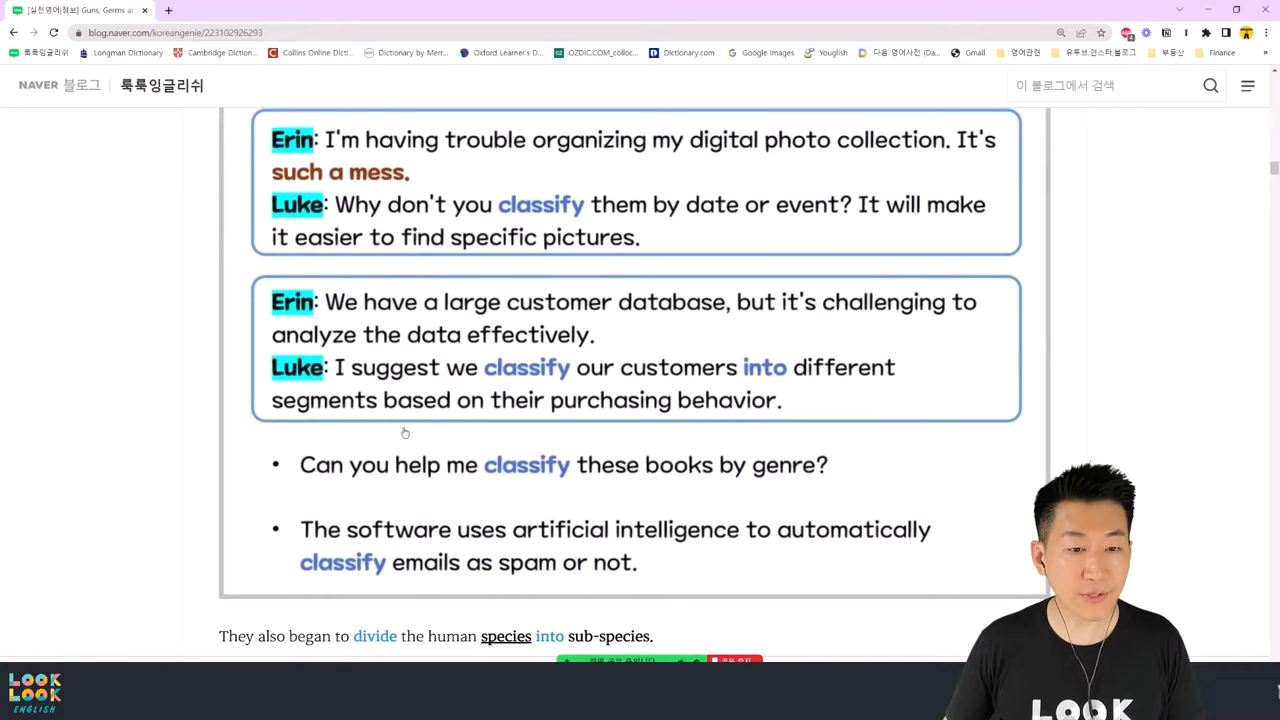 [실전영어/정보] Guns, Germs an
blog.naver.com/koreangenie/223102926293
룩룩잉글리쉬
Longman Dictionary
Cambridge Diction...
Collins Online Dicti...
Dictionary by Merr...
Oxford Learner's D...
OZDIC.COM_colloc...
Dictionary.com
Google Images
Youglish
다음 영어사전 (Da...
Gmail
영어관련
유투브,인스타,블로그
부동산
Finance
NAVER 블로그
룩룩잉글리쉬
이 블로그에서 검색
Erin: I'm having trouble organizing my digital photo collection. It's
such a mess.
Luke: Why don't you classify them by date or event? It will make
it easier to find specific pictures.
Erin: We have a large customer database, but it's challenging to
analyze the data effectively.
Luke: I suggest we classify our customers into different
segments based on their purchasing behavior.
• Can you help me classify these books by genre?
• The software uses artificial intelligence to automatically
classify emails as spam or not.
They also began to divide the human species into sub-species.
LOOK
LOOK
ENGLISH
LOOK